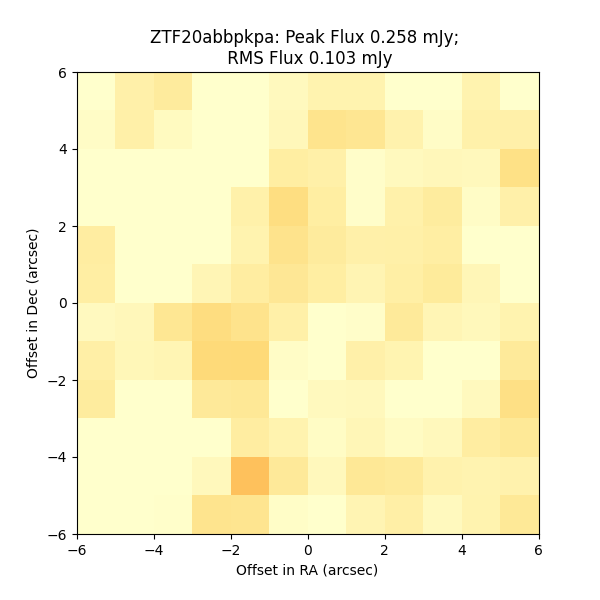 ZTF20abbpkpa: Peak Flux 0.258 mJy;
RMS Flux 0.103 mJy
6
4
2
0
−2
−4
−6
Offset in Dec (arcsec)
−6 −4 −2 0 2 4 6
Offset in RA (arcsec)